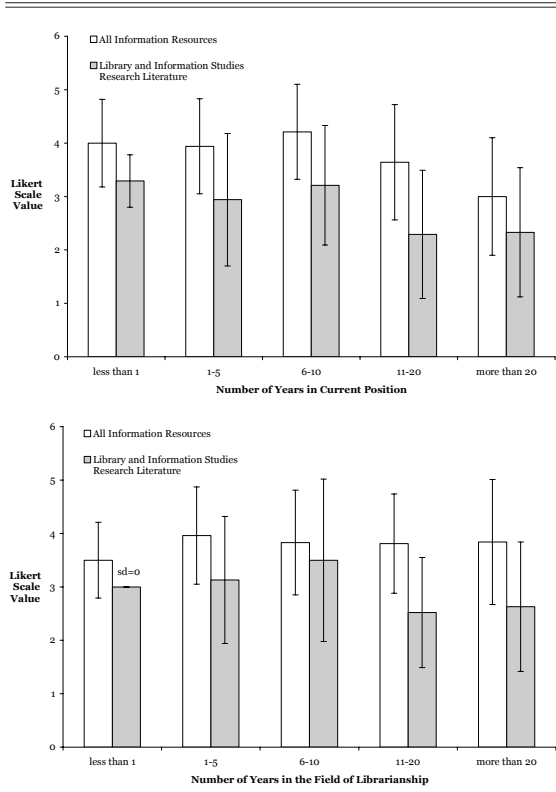 6
All Information Resources
Library and Information Studies
Research Literature
5
4
Likert
Scale
Value
3
2
1
0
less than 1
1-5
6-10
11-20
more than 20
Number of Years in Current Position
6
All Information Resources
Library and Information Studies
Research Literature
5
4
sd=0
Likert
Scale
Value
3
2
1
0
less than 1
1-5
6-10
11-20
more than 20
Number of Years in the Field of Librarianship